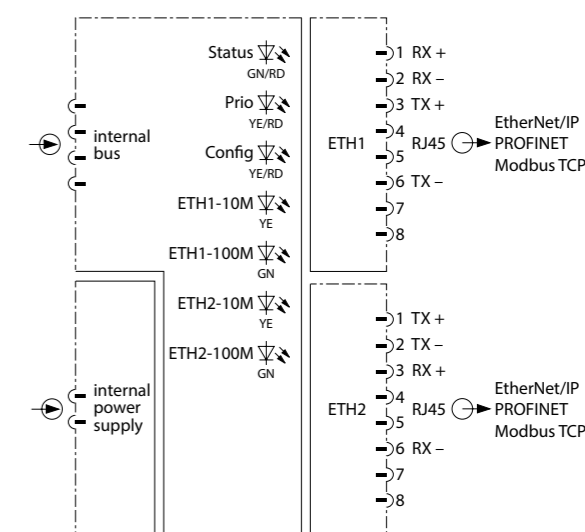 Status
GN/RD
Prio
YE/RD
Config
YE/RD
ETH1-10M
YE
ETH1-100M
GN
ETH2-10M
YE
ETH2-100M
GN
internal
bus
internal
power
supply
ETH1
1 RX +
2 RX –
3 TX +
4
5
6 TX –
7
8
RJ45
EtherNet/IP
PROFINET
Modbus TCP
ETH2
1 TX +
2 TX –
3 RX +
4
5
6 RX –
7
8
RJ45
EtherNet/IP
PROFINET
Modbus TCP